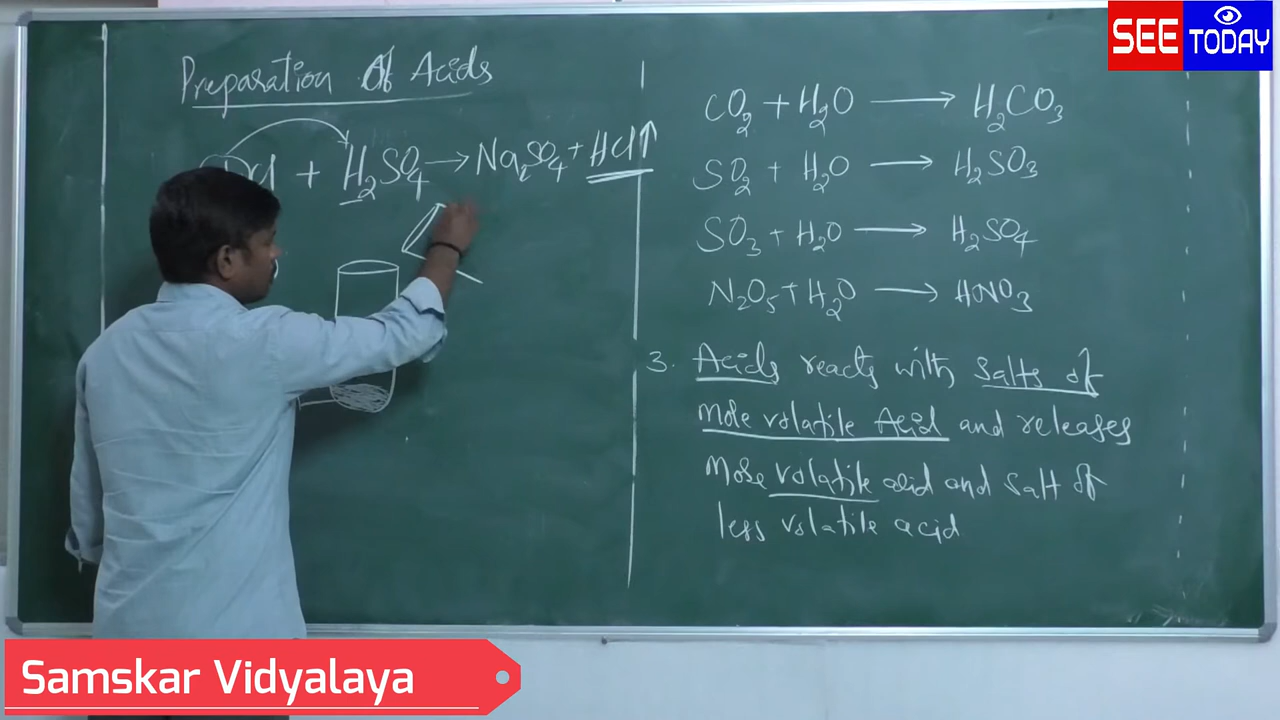 Preparation Of Acids
+ H₂SO₄ → Na₂SO₄ + HCl↑
CO₂ + H₂O → H₂CO₃
SO₂ + H₂O → H₂SO₃
SO₃ + H₂O → H₂SO₄
N₂O₅ + H₂O → HNO₃
3. Acids reacts with salts of
more volatile Acid and releases
more volatile acid and salt of
less volatile acid
SEE TODAY
Samskar Vidyalaya